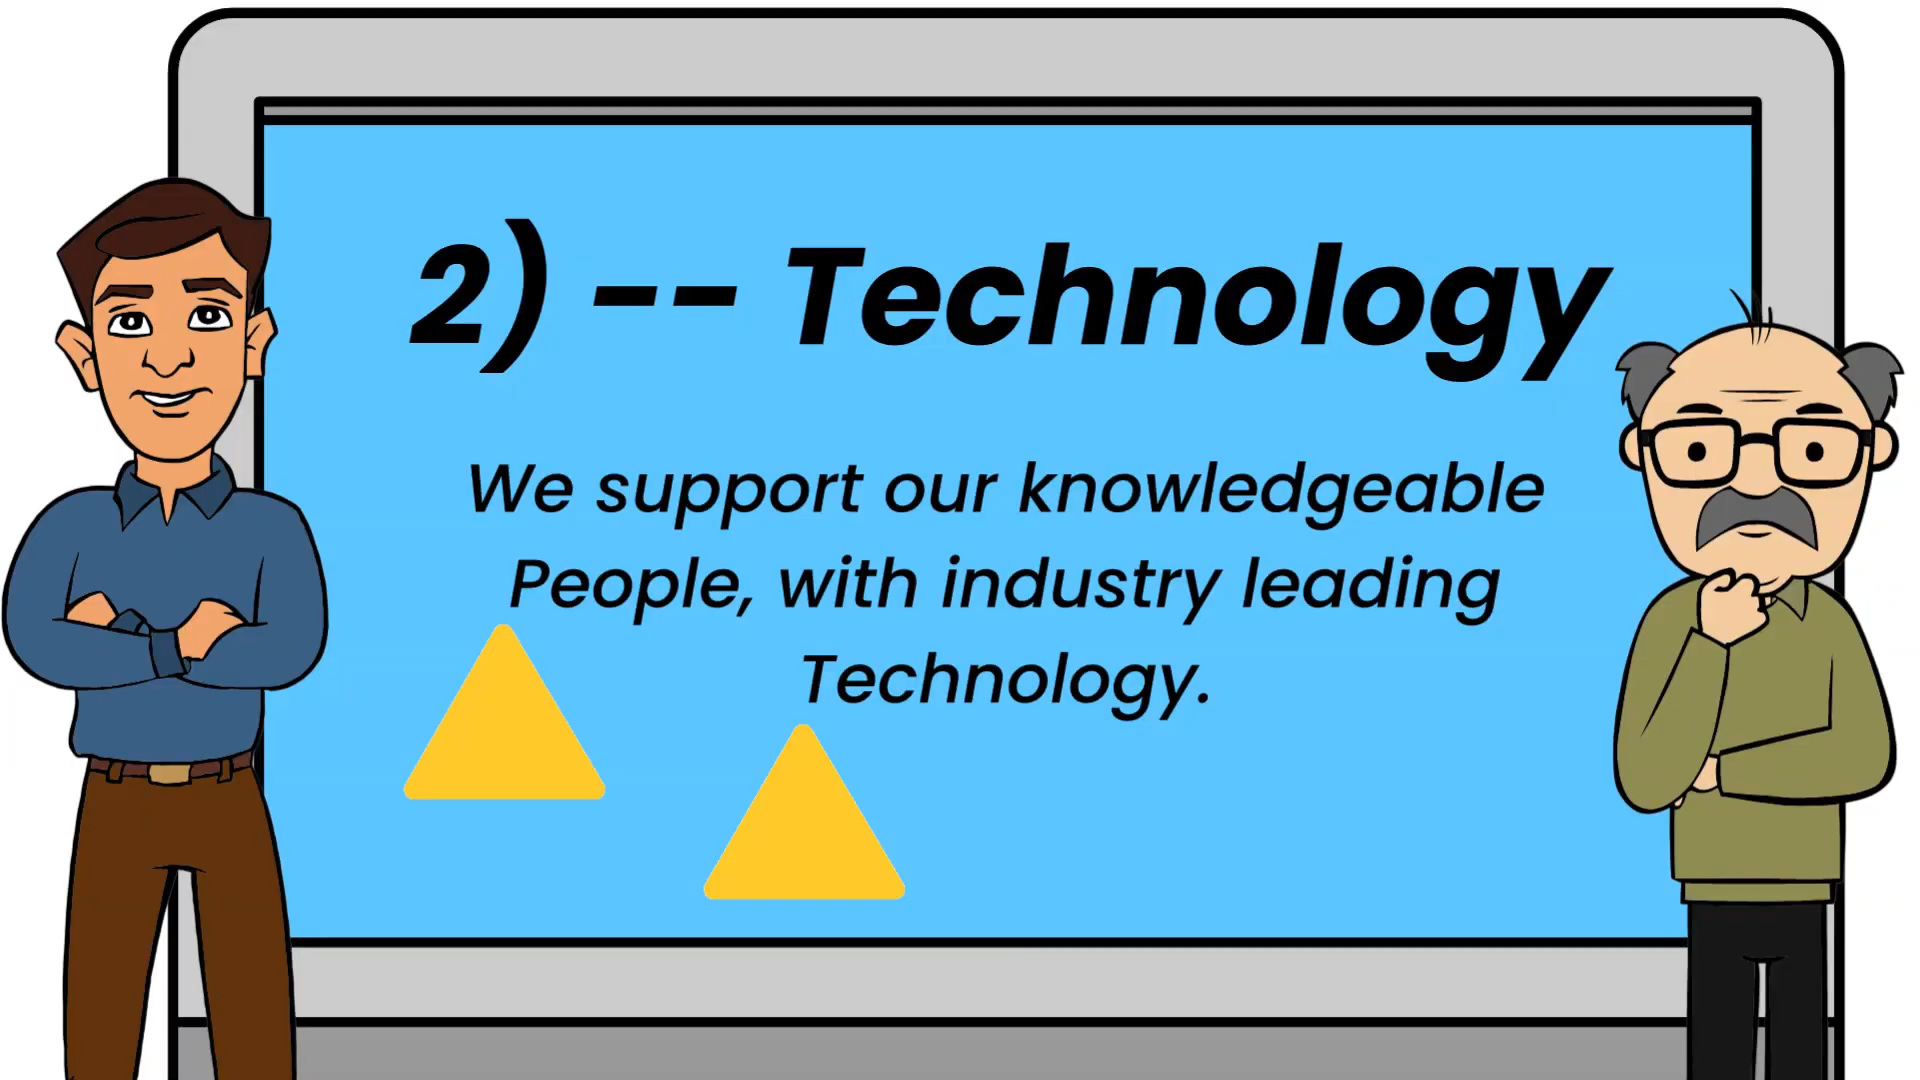 2) -- Technology
We support our knowledgeable
People, with industry leading
Technology.